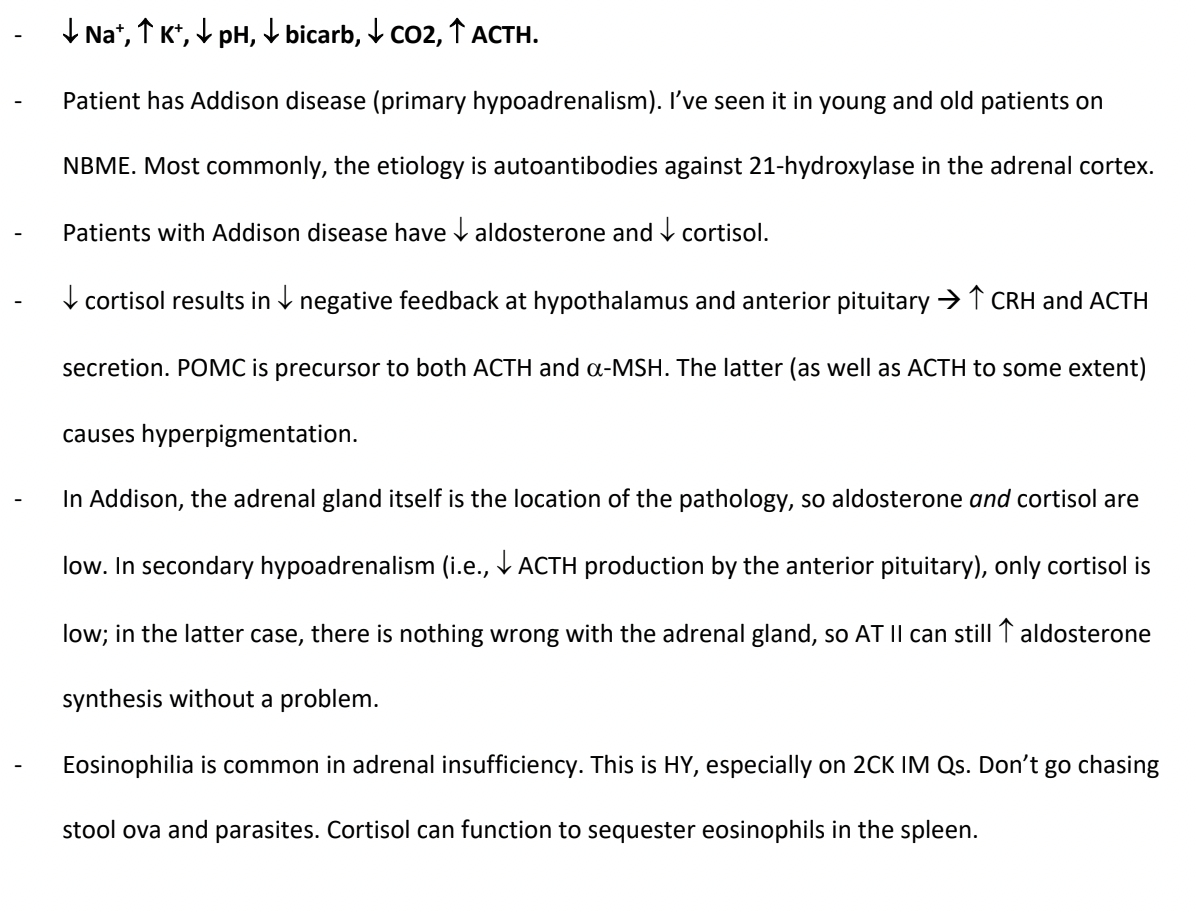 - ↓ Na⁺, ↑ K⁺, ↓ pH, ↓ bicarb, ↓ CO2, ↑ ACTH.
- Patient has Addison disease (primary hypoadrenalism). I’ve seen it in young and old patients on
NBME. Most commonly, the etiology is autoantibodies against 21-hydroxylase in the adrenal cortex.
- Patients with Addison disease have ↓ aldosterone and ↓ cortisol.
- ↓ cortisol results in ↓ negative feedback at hypothalamus and anterior pituitary → ↑ CRH and ACTH
secretion. POMC is precursor to both ACTH and α-MSH. The latter (as well as ACTH to some extent)
causes hyperpigmentation.
- In Addison, the adrenal gland itself is the location of the pathology, so aldosterone and cortisol are
low. In secondary hypoadrenalism (i.e., ↓ ACTH production by the anterior pituitary), only cortisol is
low; in the latter case, there is nothing wrong with the adrenal gland, so AT II can still ↑ aldosterone
synthesis without a problem.
- Eosinophilia is common in adrenal insufficiency. This is HY, especially on 2CK IM Qs. Don’t go chasing
stool ova and parasites. Cortisol can function to sequester eosinophils in the spleen.